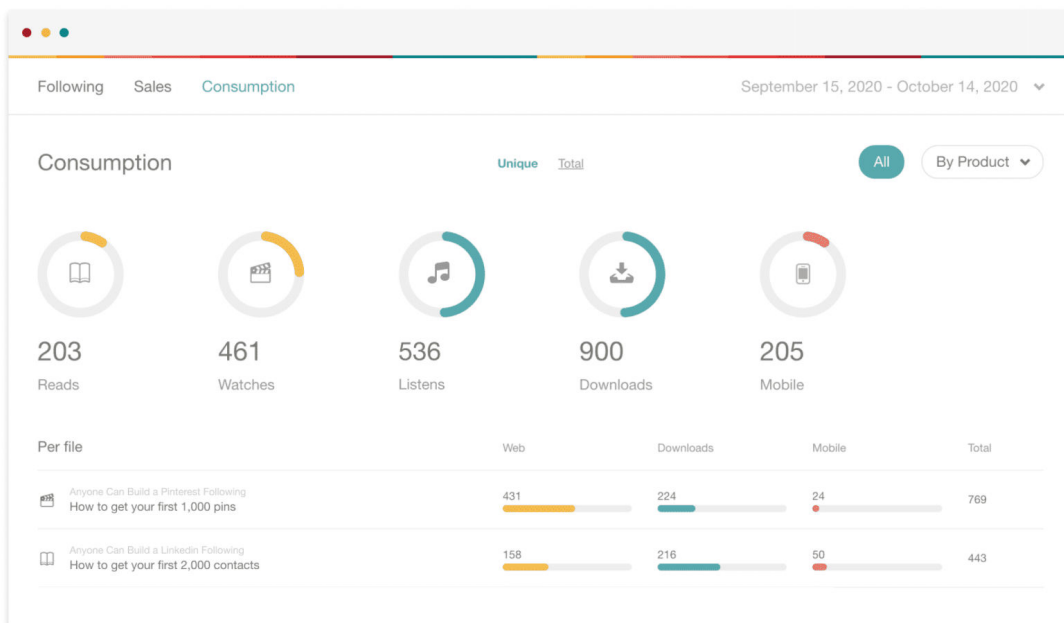 Following Sales Consumption September 15, 2020 - October 14, 2020
Consumption Unique Total All By Product
203 461 536 900 205
Reads Watches Listens Downloads Mobile
Per file Web Downloads Mobile Total
Anyone Can Build a Pinterest Following
How to get your first 1,000 pins 431 224 24 769
Anyone Can Build a Linkedin Following
How to get your first 2,000 contacts 158 216 50 443